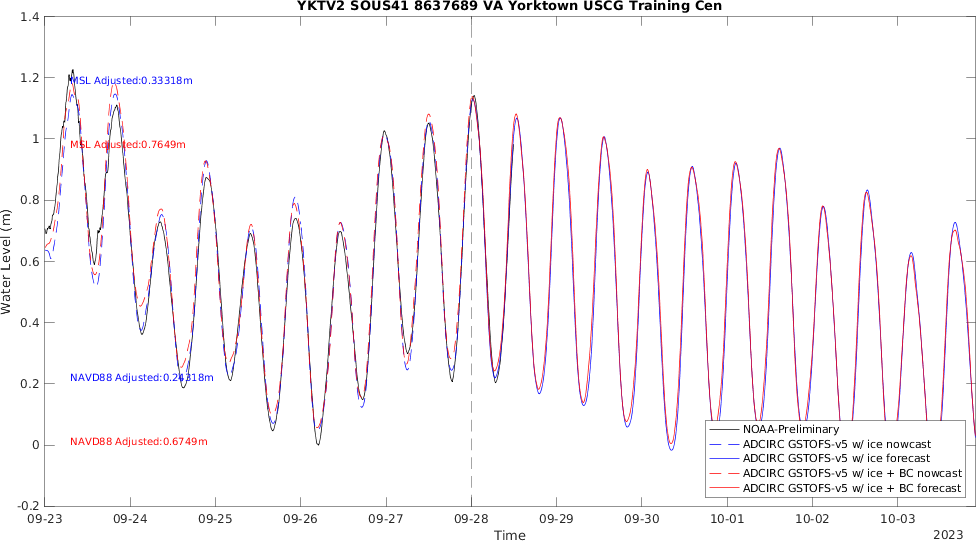 YKTV2 SOUS41 8637689 VA Yorktown USCG Training Cen
1.4
1.2
1
0.8
0.6
0.4
0.2
0
-0.2
Water Level (m)
MSL Adjusted:0.33318m
MSL Adjusted:0.7649m
NAVD88 Adjusted:0.24318m
NAVD88 Adjusted:0.6749m
NOAA-Preliminary
ADCIRC GSTOFS-v5 w/ ice nowcast
ADCIRC GSTOFS-v5 w/ ice forecast
ADCIRC GSTOFS-v5 w/ ice + BC nowcast
ADCIRC GSTOFS-v5 w/ ice + BC forecast
09-23 09-24 09-25 09-26 09-27 09-28 09-29 09-30 10-01 10-02 10-03
Time
2023